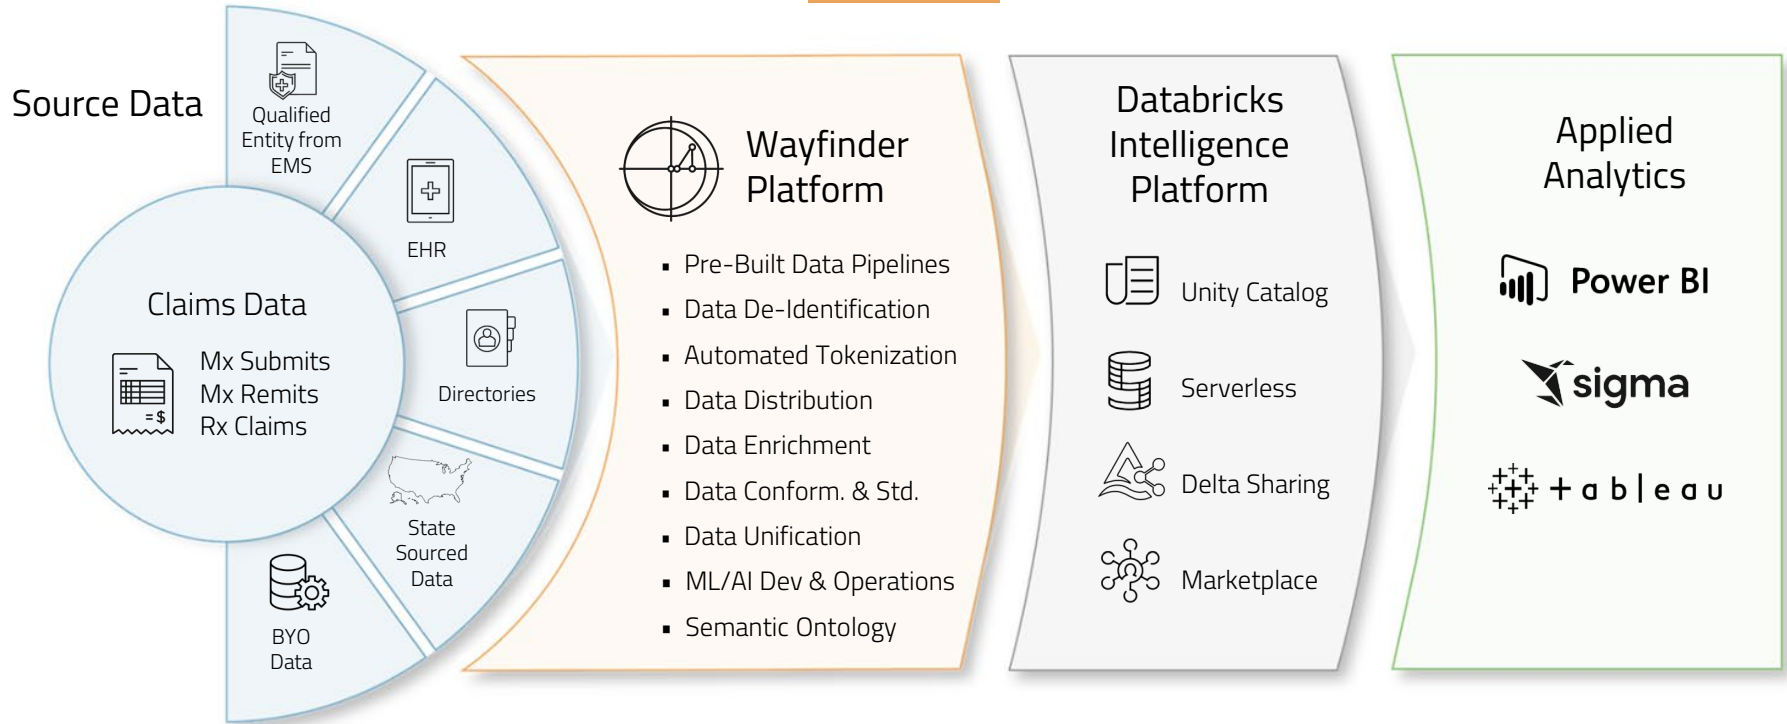 Source Data
Qualified
Entity from
EMS
EHR
Directories
State
Sourced
Data
BYO
Data
Claims Data
Mx Submits
Mx Remits
Rx Claims
= $
Wayfinder
Platform
▪ Pre-Built Data Pipelines
▪ Data De-Identification
▪ Automated Tokenization
▪ Data Distribution
▪ Data Enrichment
▪ Data Conform. & Std.
▪ Data Unification
▪ ML/AI Dev & Operations
▪ Semantic Ontology
Databricks
Intelligence
Platform
Unity Catalog
Serverless
Delta Sharing
Marketplace
Applied
Analytics
Power BI
sigma
tableau